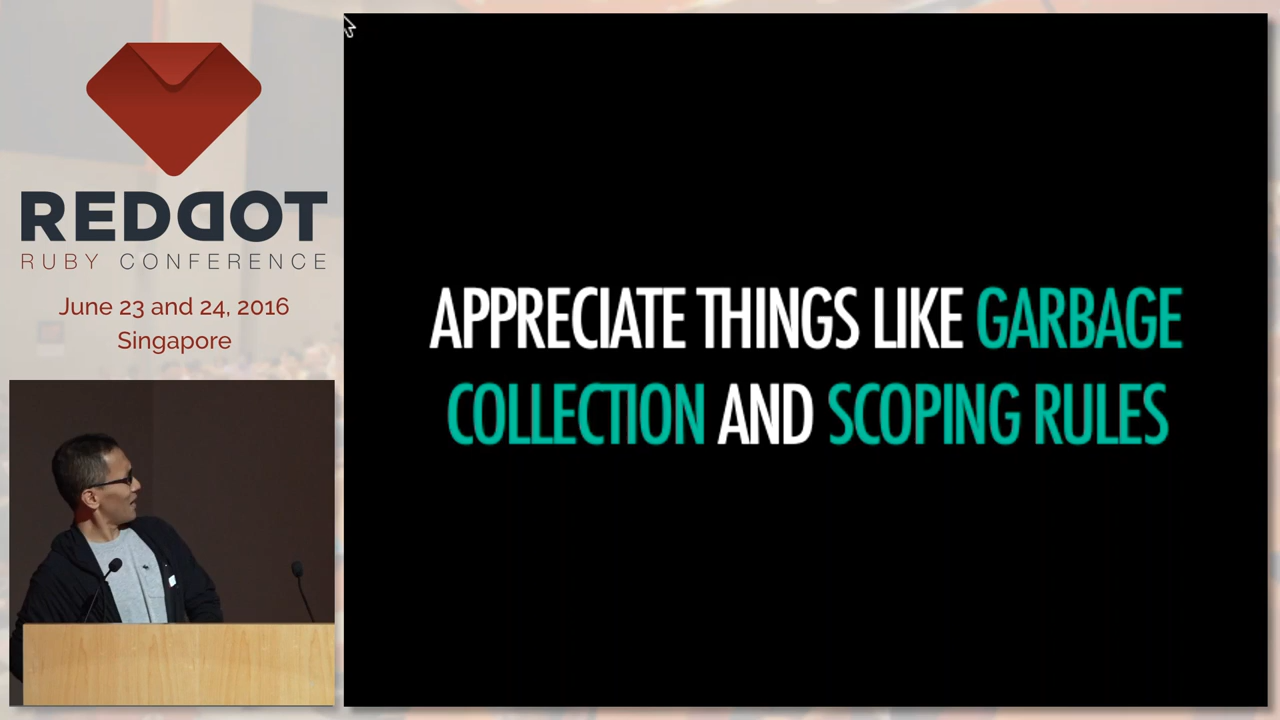 REDDOT
RUBY CONFERENCE
June 23 and 24, 2016
Singapore
APPRECIATE THINGS LIKE GARBAGE
COLLECTION AND SCOPING RULES